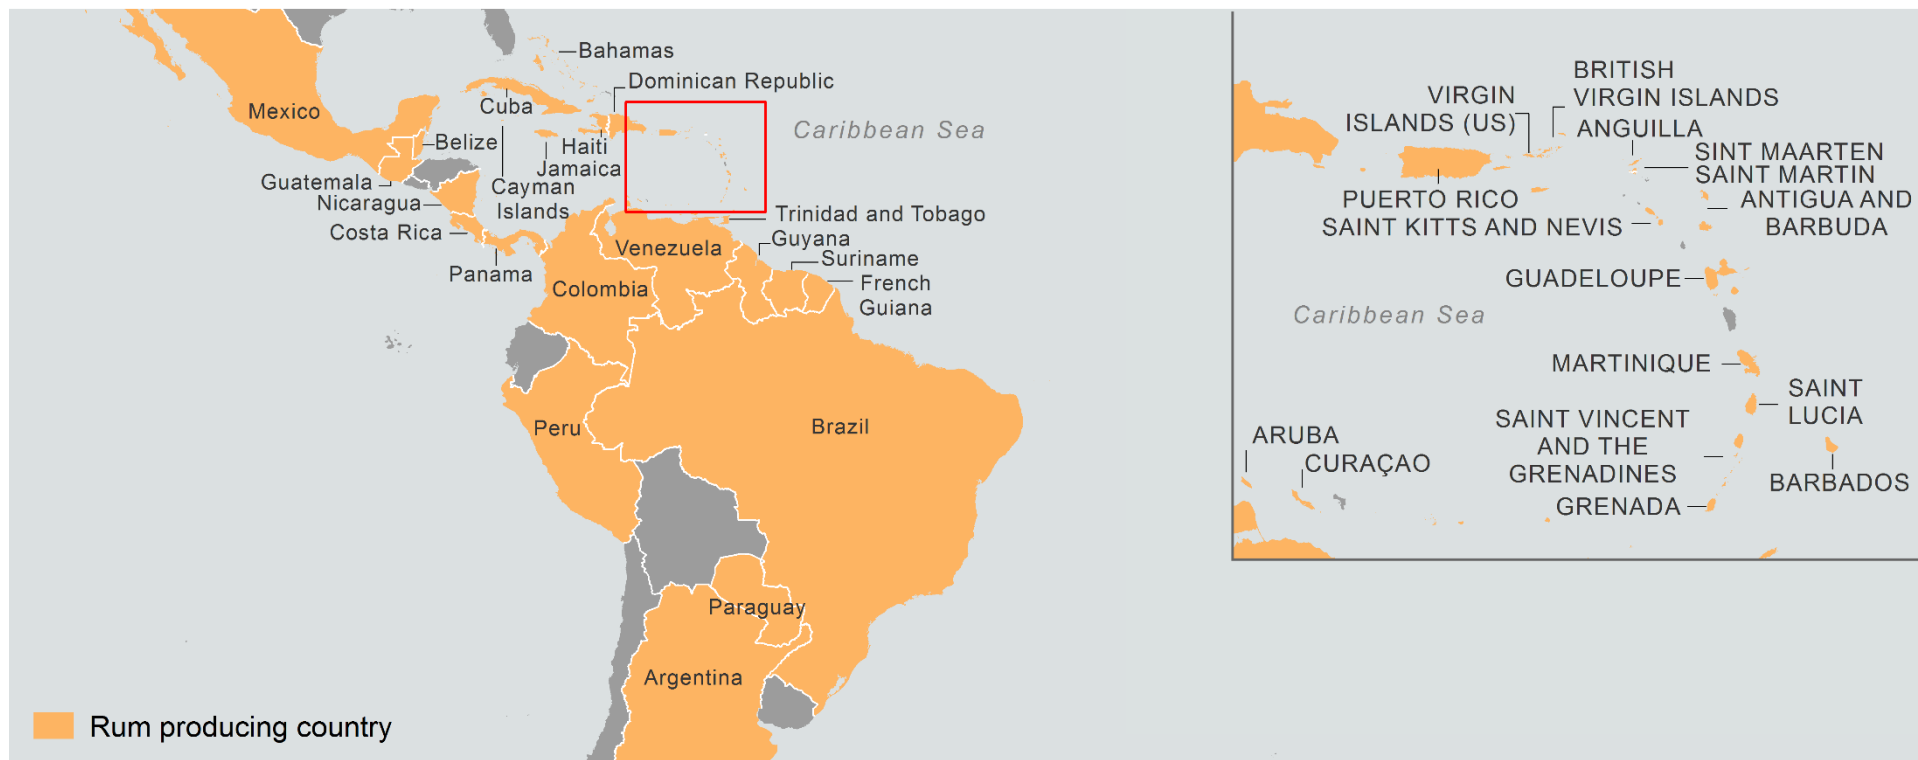 Bahamas
Dominican Republic
Mexico
Cuba
Caribbean Sea
Belize
Haiti
Jamaica
Guatemala
Cayman
Islands
Nicaragua
Costa Rica
Panama
Trinidad and Tobago
Venezuela
Guyana
Suriname
French
Guiana
Colombia
Peru
Brazil
Paraguay
Argentina
Rum producing country
BRITISH
VIRGIN ISLANDS
VIRGIN
ISLANDS (US)
ANGUILLA
SINT MAARTEN
SAINT MARTIN
PUERTO RICO
ANTIGUA AND
BARBUDA
SAINT KITTS AND NEVIS
GUADELOUPE
Caribbean Sea
MARTINIQUE
SAINT
LUCIA
SAINT VINCENT
AND THE
GRENADINES
ARUBA
CURAÇAO
BARBADOS
GRENADA